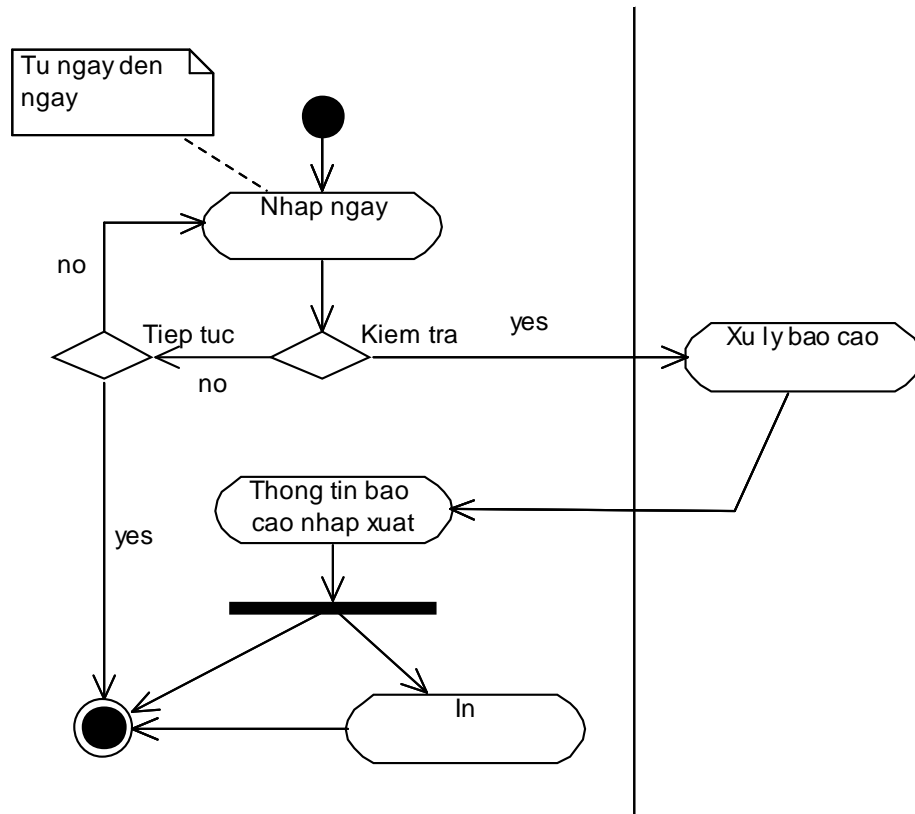 Tu ngay den
ngay
Nhap ngay
no
Tiep tuc
Kiem tra
yes
Xu ly bao cao
no
Thong tin bao
cao nhap xuat
yes
In